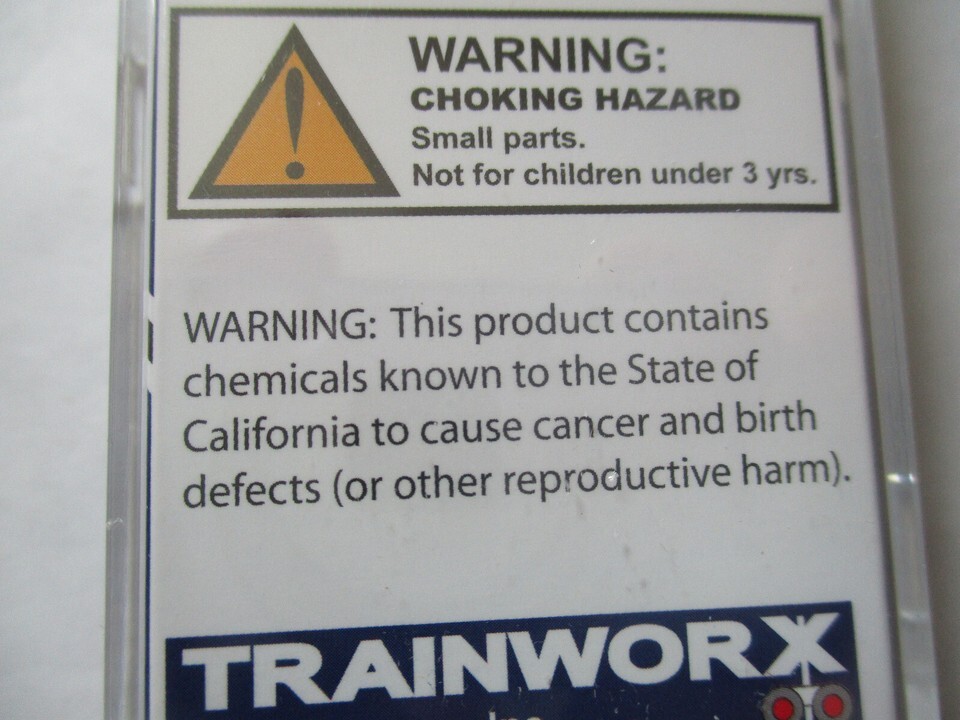 WARNING:
CHOKING HAZARD
Small parts.
Not for children under 3 yrs.
WARNING: This product contains
chemicals known to the State of
California to cause cancer and birth
defects (or other reproductive harm).
TRAINWORX
Inc